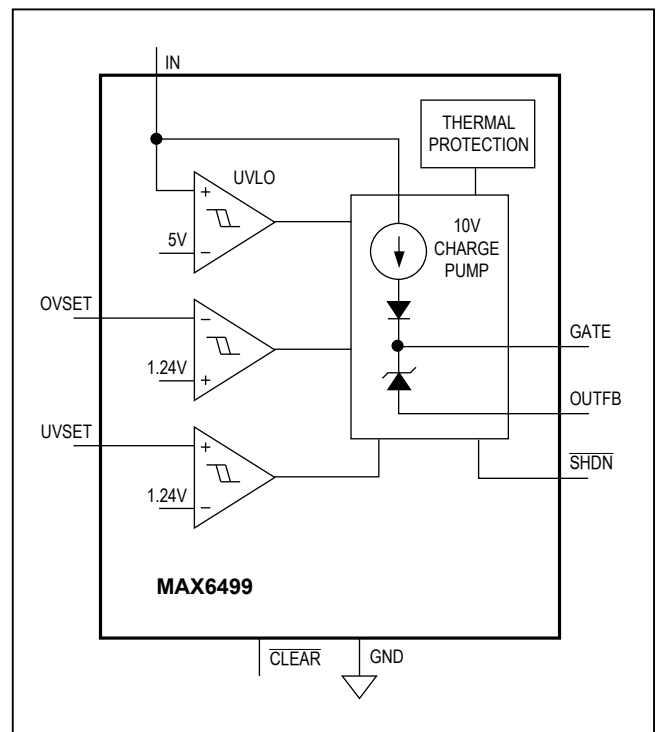 IN
THERMAL
PROTECTION
UVLO
+
5V
−
10V
CHARGE
PUMP
OVSET
−
1.24V
+
GATE
OUTFB
UVSET
+
1.24V
−
SHDN
MAX6499
CLEAR
GND